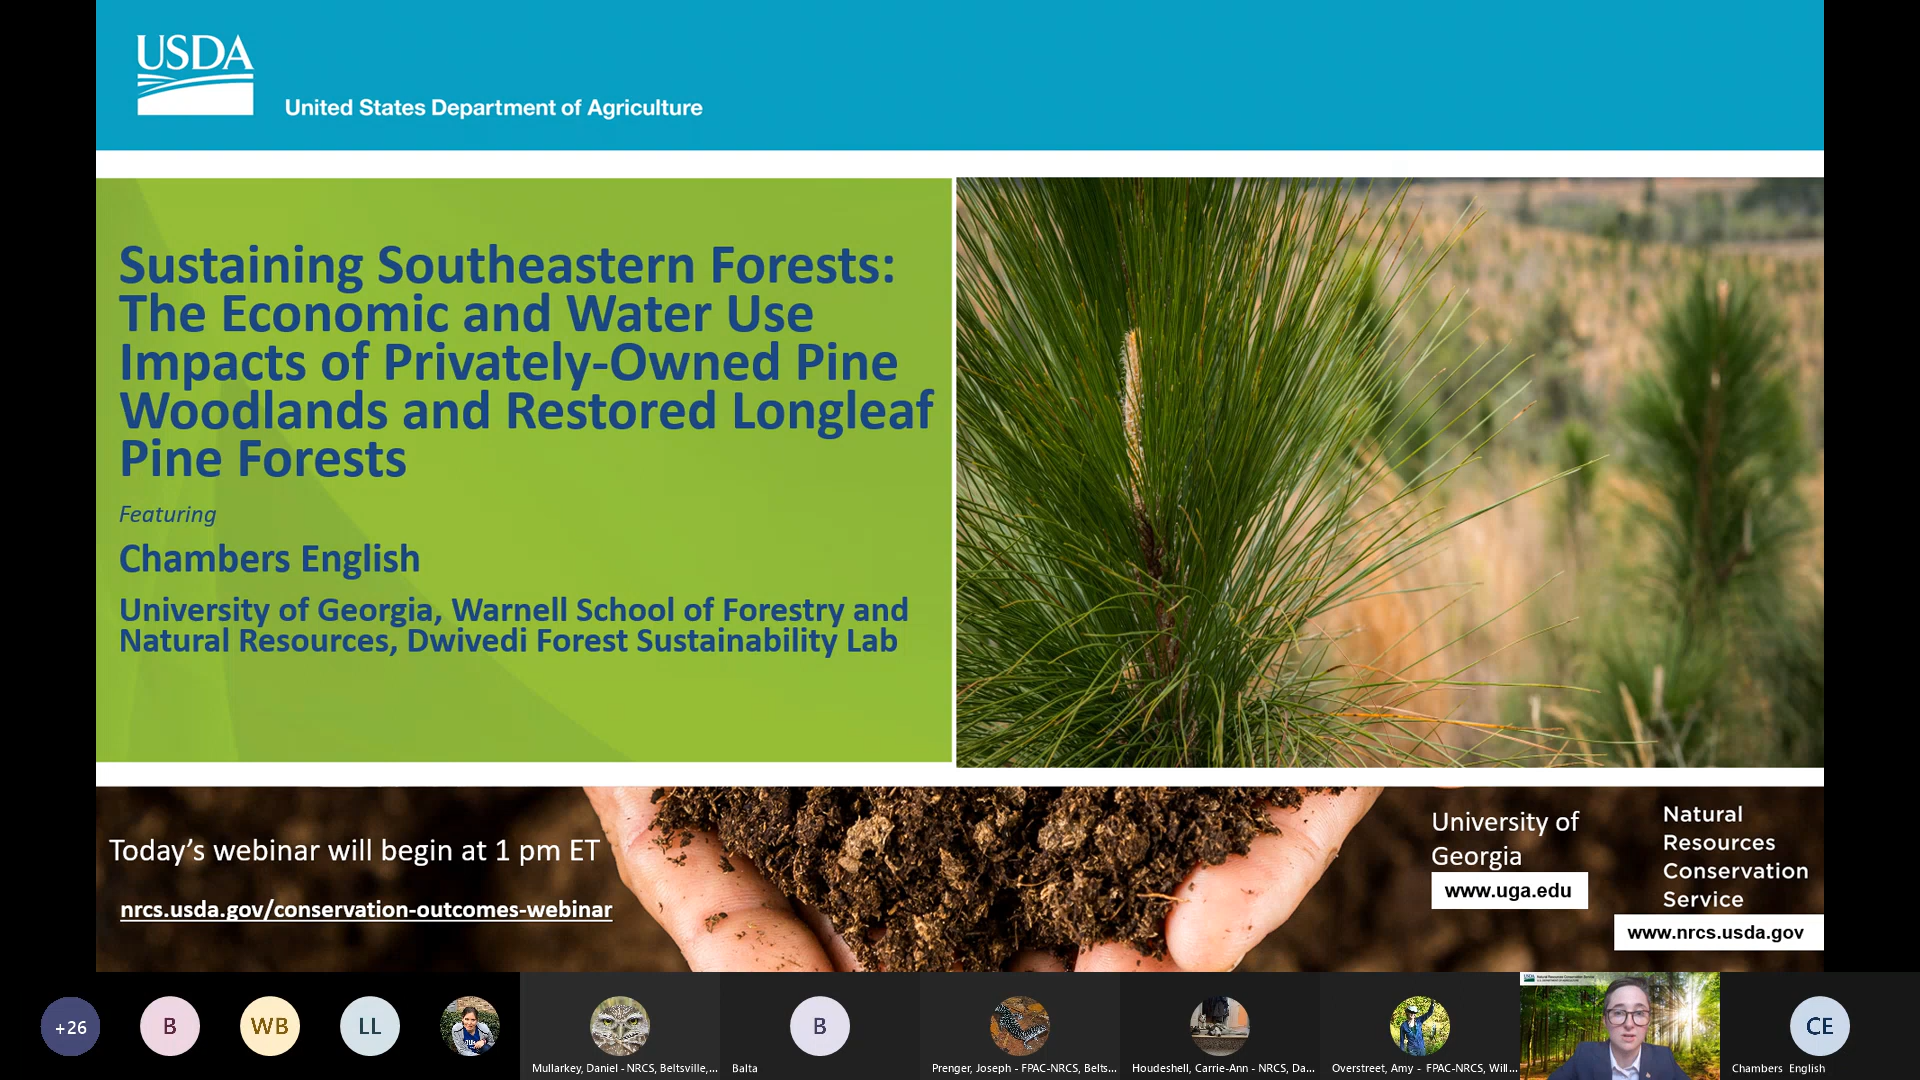 USDA
United States Department of Agriculture
Sustaining Southeastern Forests:
The Economic and Water Use
Impacts of Privately-Owned Pine
Woodlands and Restored Longleaf
Pine Forests
Featuring
Chambers English
University of Georgia, Warnell School of Forestry and
Natural Resources, Dwivedi Forest Sustainability Lab
Today's webinar will begin at 1 pm ET
nrcs.usda.gov/conservation-outcomes-webinar
University of
Georgia
www.uga.edu
Natural
Resources
Conservation
Service
www.nrcs.usda.gov
+26
B
WB
LL
Mullarkey, Daniel - NRCS, Beltsville,...
B
Balta
Prenger, Joseph - FPAC-NRCS, Belts...
Houdeshell, Carrie-Ann - NRCS, Da...
Overstreet, Amy - FPAC-NRCS, Will...
CE
Chambers English